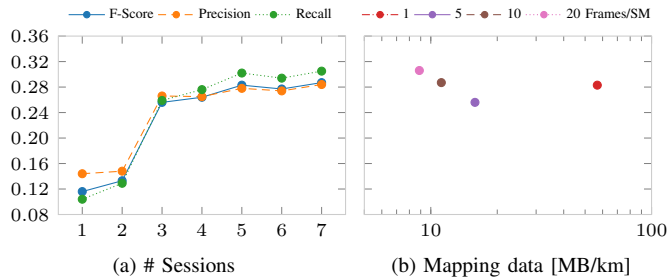 F-Score Precision Recall
1 5 10 20 Frames/SM
0.36
0.32
0.28
0.24
0.20
0.16
0.12
0.08
1 2 3 4 5 6 7
10 100
(a) # Sessions
(b) Mapping data [MB/km]